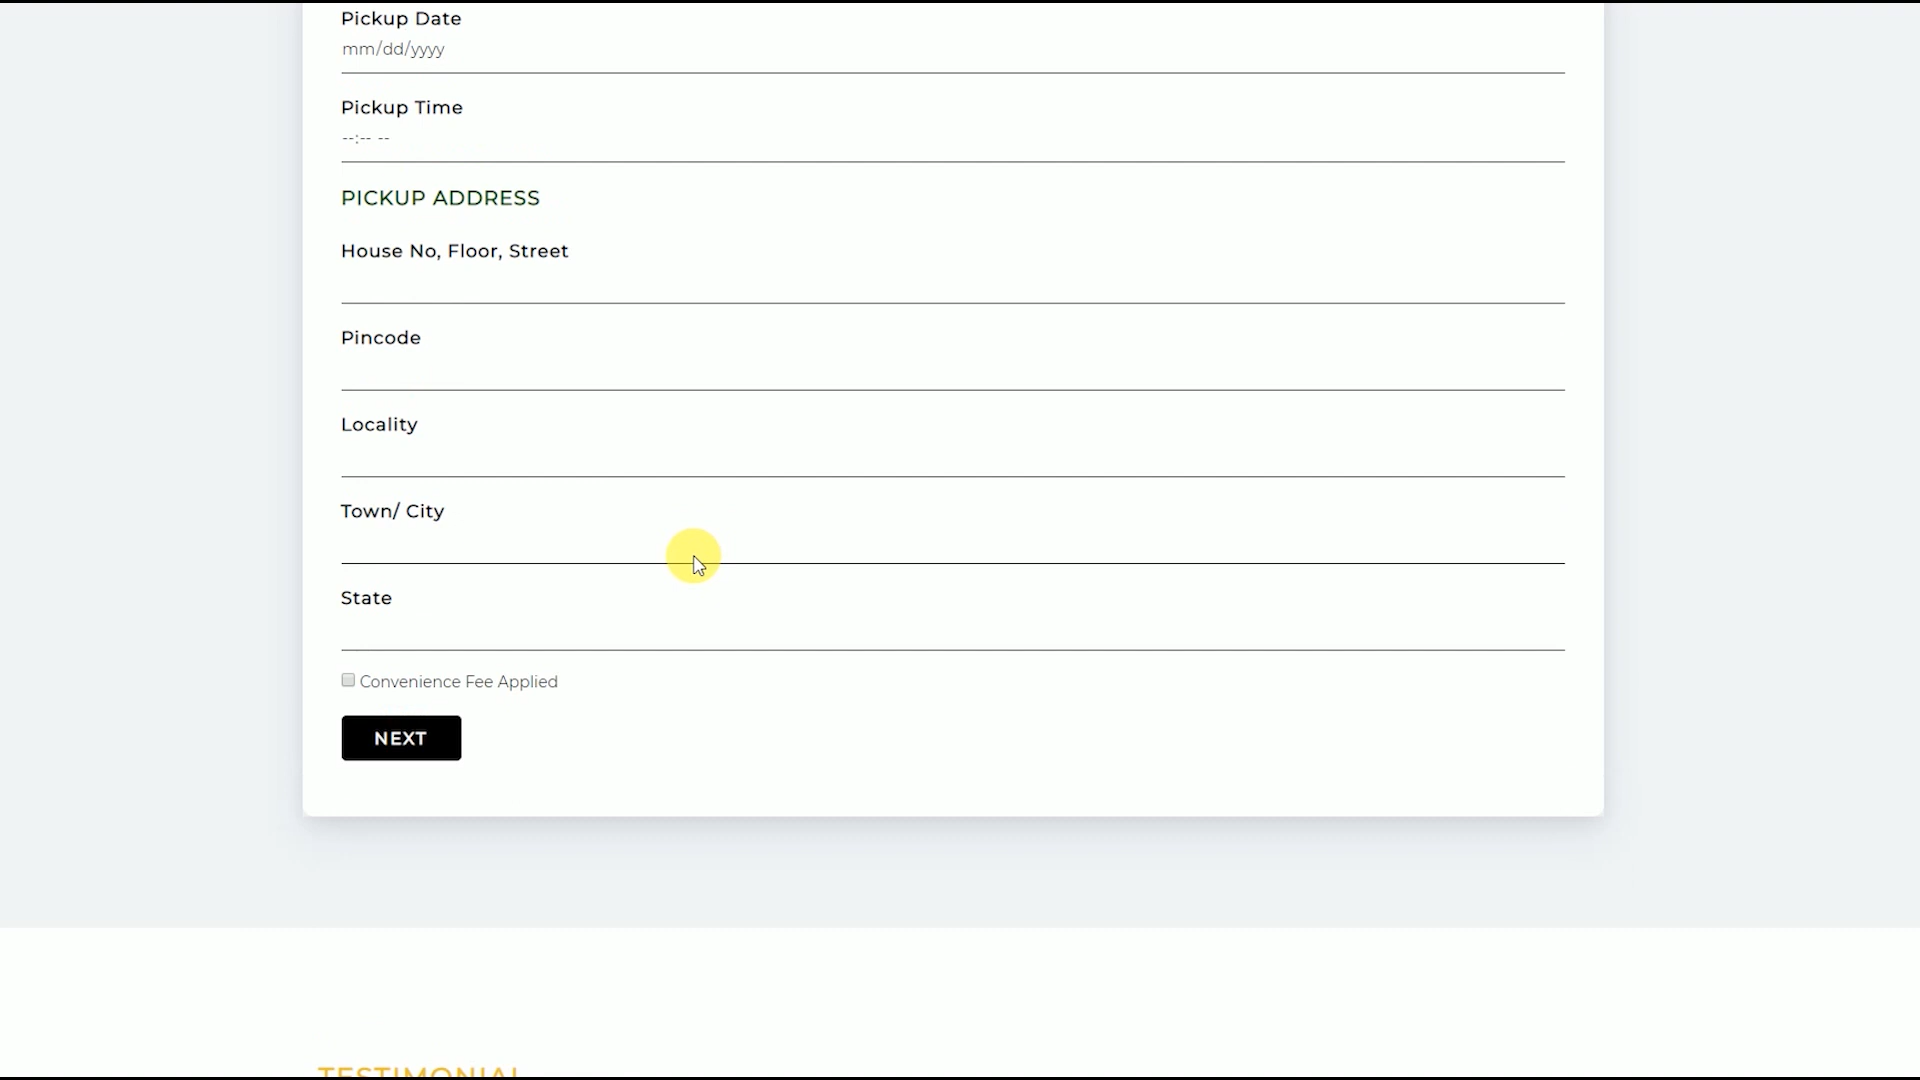 Pickup Date
mm/dd/yyyy
Pickup Time
--:-- --
PICKUP ADDRESS
House No, Floor, Street
Pincode
Locality
Town/ City
State
Convenience Fee Applied
NEXT
TESTIMONIAL